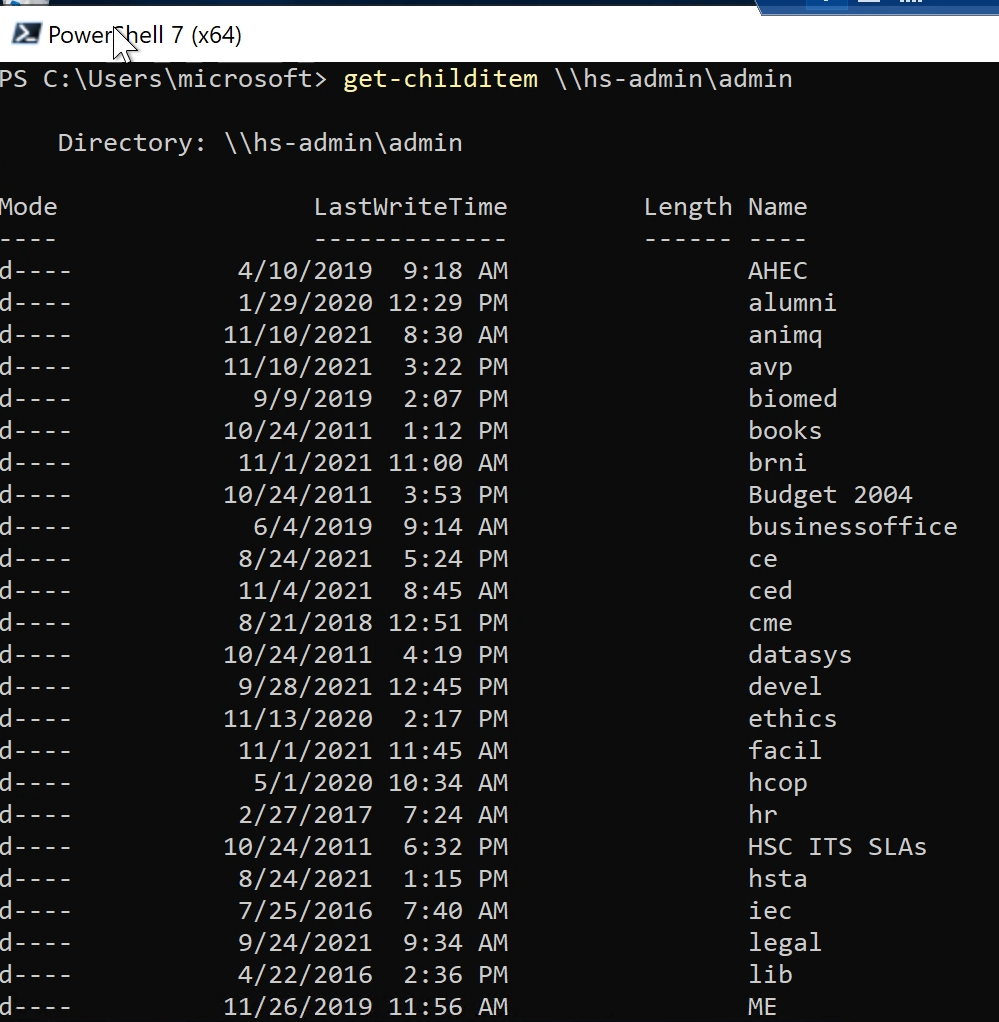 PowerShell 7 (x64)
PS C:\Users\microsoft> get-childitem \\hs-admin\admin
Directory: \\hs-admin\admin
Mode LastWriteTime Length Name
---- ------------- ------ ----
d---- 4/10/2019 9:18 AM AHEC
d---- 1/29/2020 12:29 PM alumni
d---- 11/10/2021 8:30 AM animq
d---- 11/10/2021 3:22 PM avp
d---- 9/9/2019 2:07 PM biomed
d---- 10/24/2011 1:12 PM books
d---- 11/1/2021 11:00 AM brni
d---- 10/24/2011 3:53 PM Budget 2004
d---- 6/4/2019 9:14 AM businessoffice
d---- 8/24/2021 5:24 PM ce
d---- 11/4/2021 8:45 AM ced
d---- 8/21/2018 12:51 PM cme
d---- 10/24/2011 4:19 PM datasys
d---- 9/28/2021 12:45 PM devel
d---- 11/13/2020 2:17 PM ethics
d---- 11/1/2021 11:45 AM facil
d---- 5/1/2020 10:34 AM hcop
d---- 2/27/2017 7:24 AM hr
d---- 10/24/2011 6:32 PM HSC ITS SLAs
d---- 8/24/2021 1:15 PM hsta
d---- 7/25/2016 7:40 AM iec
d---- 9/24/2021 9:34 AM legal
d---- 4/22/2016 2:36 PM lib
d---- 11/26/2019 11:56 AM ME